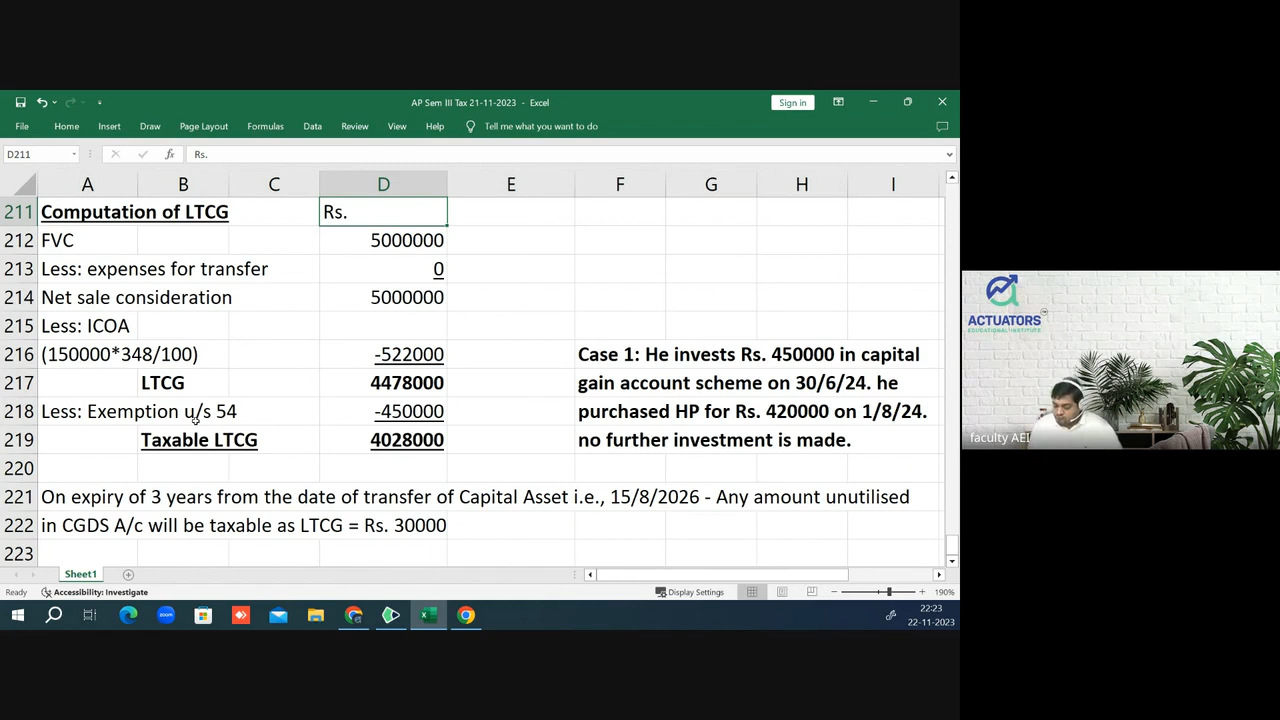 AP Sem III Tax 21-11-2023 - Excel
Sign in
File Home Insert Draw Page Layout Formulas Data Review View Help Tell me what you want to do
D211 fx Rs.
A B C D E F G H I
211 Computation of LTCG Rs.
212 FVC 5000000
213 Less: expenses for transfer 0
214 Net sale consideration 5000000
215 Less: ICOA
216 (150000*348/100) -522000 Case 1: He invests Rs. 450000 in capital
217 LTCG 4478000 gain account scheme on 30/6/24. he
218 Less: Exemption u/s 54 -450000 purchased HP for Rs. 420000 on 1/8/24.
219 Taxable LTCG 4028000 no further investment is made.
220
221 On expiry of 3 years from the date of transfer of Capital Asset i.e., 15/8/2026 - Any amount unutilised
222 in CGDS A/c will be taxable as LTCG = Rs. 30000
223
Sheet1
Ready Accessibility: Investigate Display Settings 190%
zoom
22:23
22-11-2023
ACTUATORS
EDUCATIONAL INSTITUTE
faculty AEI